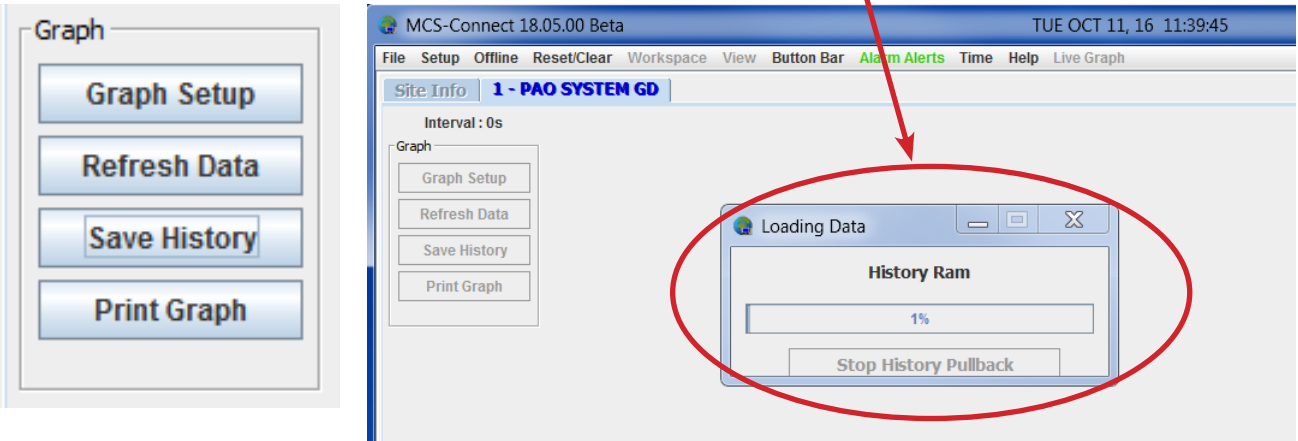 Graph
Graph Setup
Refresh Data
Save History
Print Graph
MCS-Connect 18.05.00 Beta TUE OCT 11, 16 11:39:45
File Setup Offline Reset/Clear Workspace View Button Bar Alarm Alerts Time Help Live Graph
Site Info 1 - PAO SYSTEM GD
Interval : 0s
Graph
Graph Setup
Refresh Data
Save History
Print Graph
Loading Data
History Ram
1%
Stop History Pullback